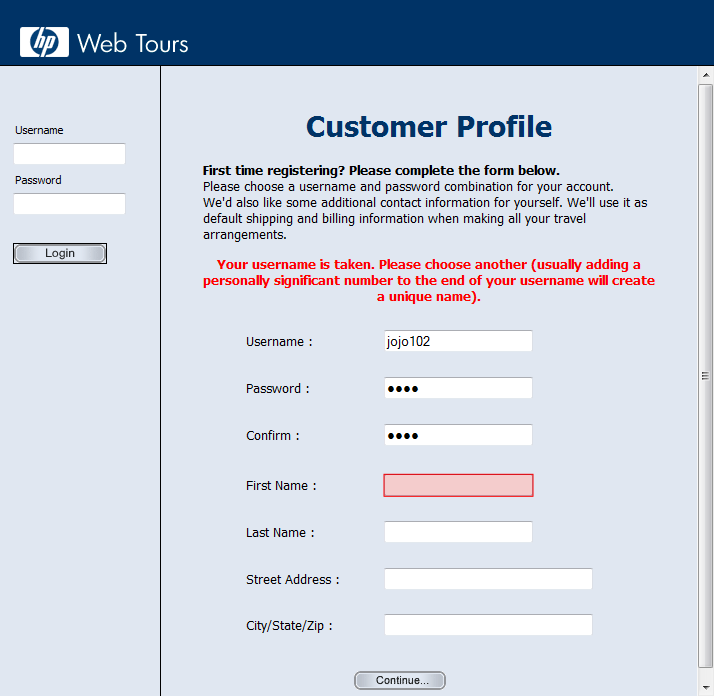 hp Web Tours
Username
Password
Login
Customer Profile
First time registering? Please complete the form below.
Please choose a username and password combination for your account.
We'd also like some additional contact information for yourself. We'll use it as
default shipping and billing information when making all your travel
arrangements.
Your username is taken. Please choose another (usually adding a
personally significant number to the end of your username will create
a unique name).
Username : jojo102
Password : ●●●●
Confirm : ●●●●
First Name :
Last Name :
Street Address :
City/State/Zip :
Continue...